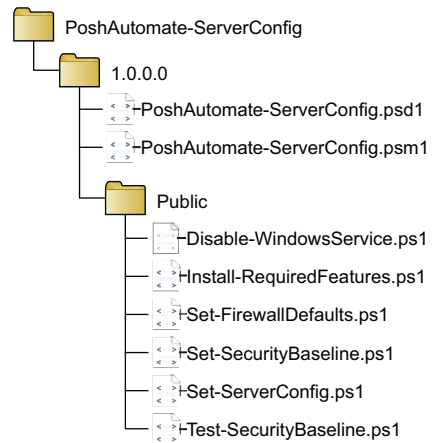 PoshAutomate-ServerConfig
1.0.0.0
PoshAutomate-ServerConfig.psd1
PoshAutomate-ServerConfig.psm1
Public
Disable-WindowsService.ps1
Install-RequiredFeatures.ps1
Set-FirewallDefaults.ps1
Set-SecurityBaseline.ps1
Set-ServerConfig.ps1
Test-SecurityBaseline.ps1